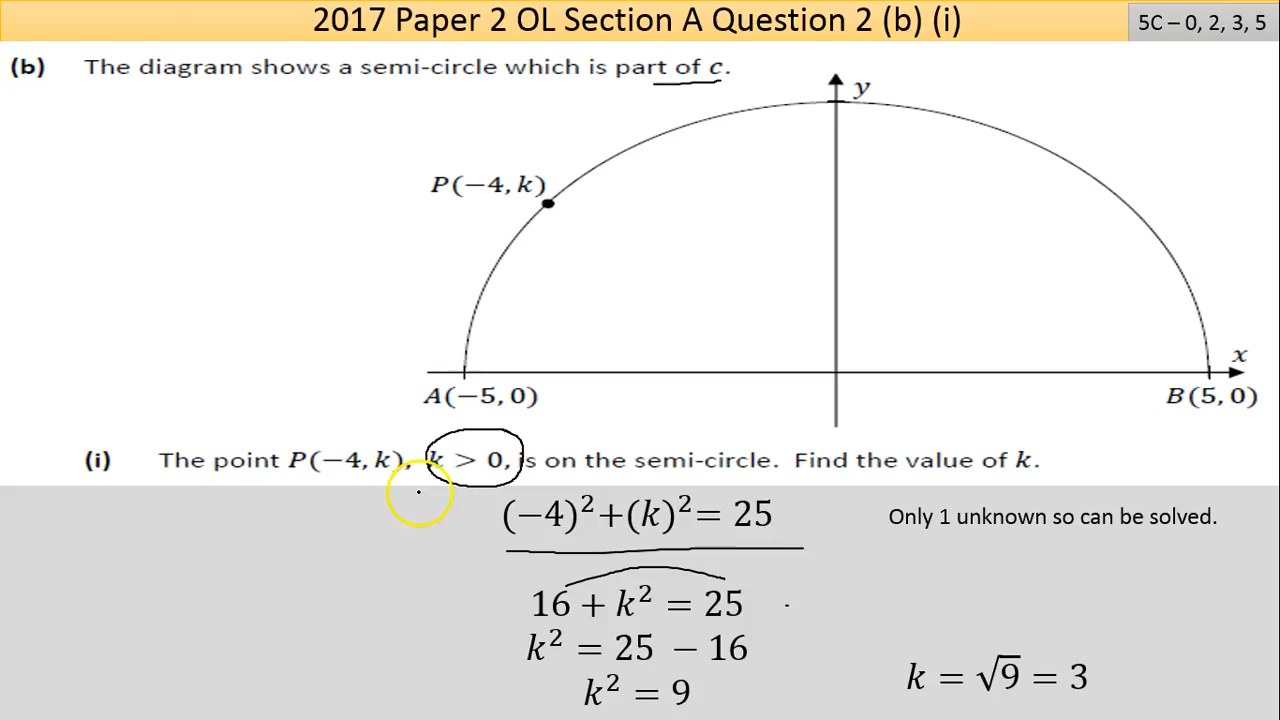 2017 Paper 2 OL Section A Question 2 (b) (i)
5C – 0, 2, 3, 5
(b) The diagram shows a semi-circle which is part of c.
y
P(−4, k)
x
A(−5, 0)
B(5, 0)
(i) The point P(−4, k), k > 0, is on the semi-circle. Find the value of k.
(−4)²+(k)²= 25
Only 1 unknown so can be solved.
16 + k² = 25
k² = 25 − 16
k² = 9
k = √9 = 3